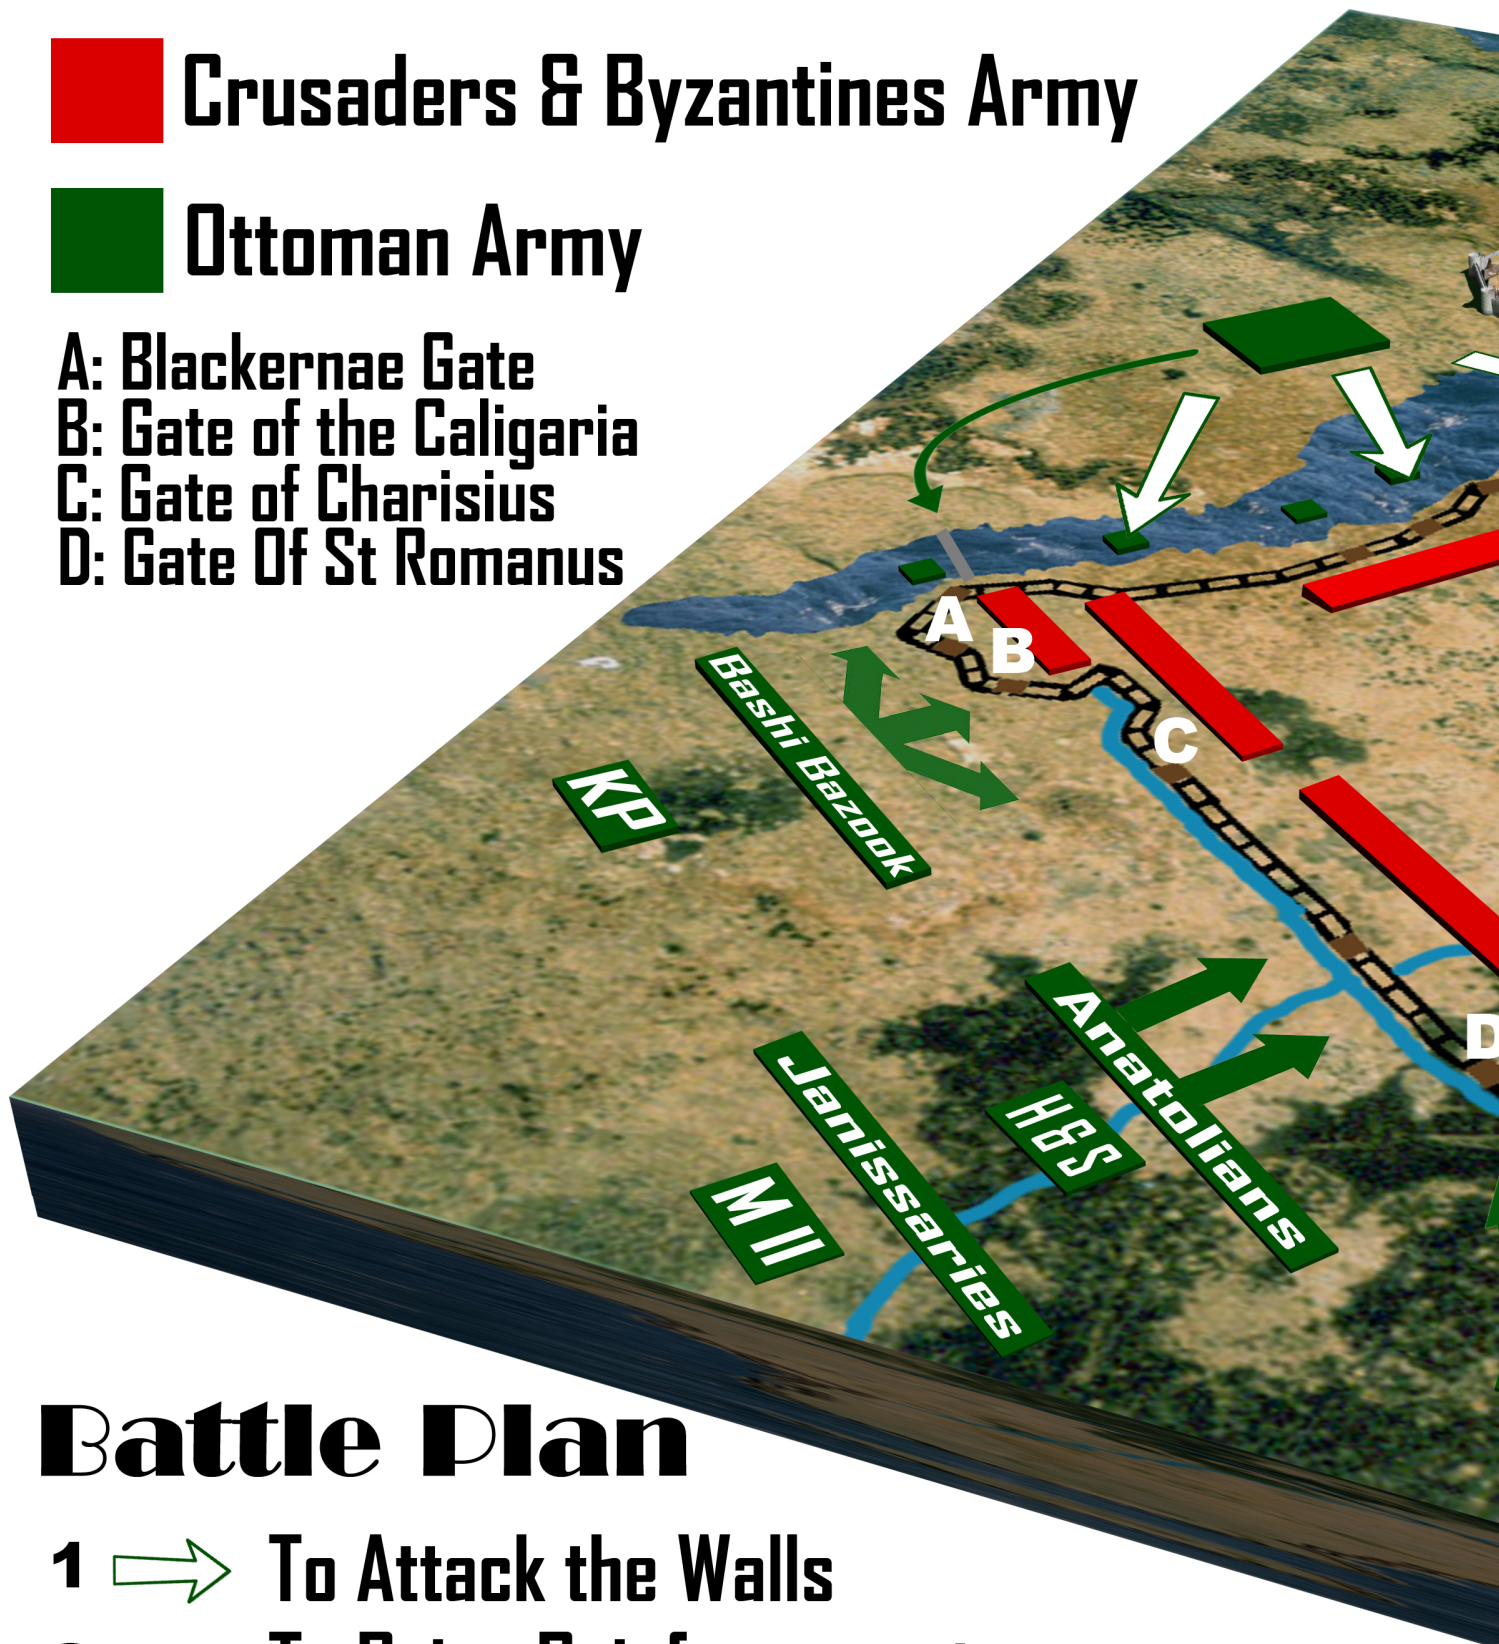 Crusaders & Byzantines Army
Ottoman Army
A: Blackernae Gate
B: Gate of the Caligaria
C: Gate of Charisius
D: Gate Of St Romanus
A
B
C
D
Bashi Bazook
KP
Anatolians
H&S
Janissaries
M II
Battle Plan
1 To Attack the Walls